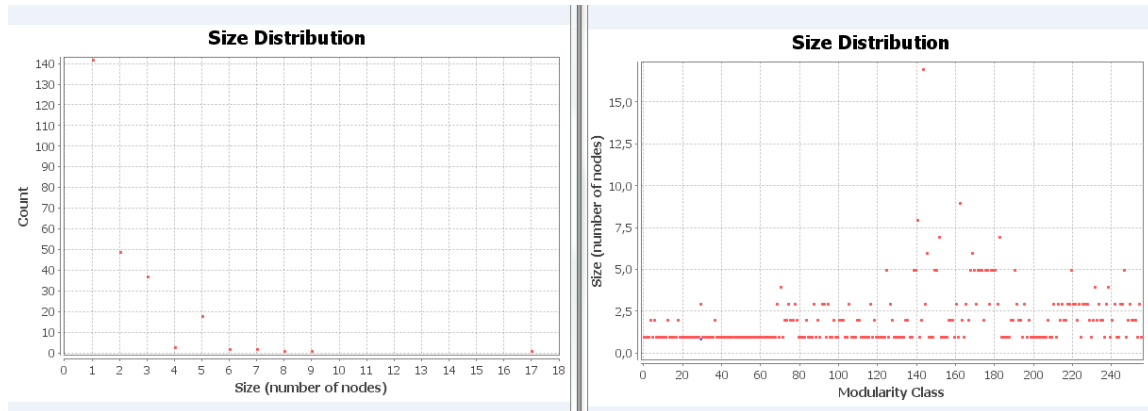 Size Distribution
140
130
120
110
100
90
80
70
60
50
40
30
20
10
0
Count
0 1 2 3 4 5 6 7 8 9 10 11 12 13 14 15 16 17 18
Size (number of nodes)
Size Distribution
15,0
12,5
10,0
7,5
5,0
2,5
0,0
Size (number of nodes)
0 20 40 60 80 100 120 140 160 180 200 220 240
Modularity Class